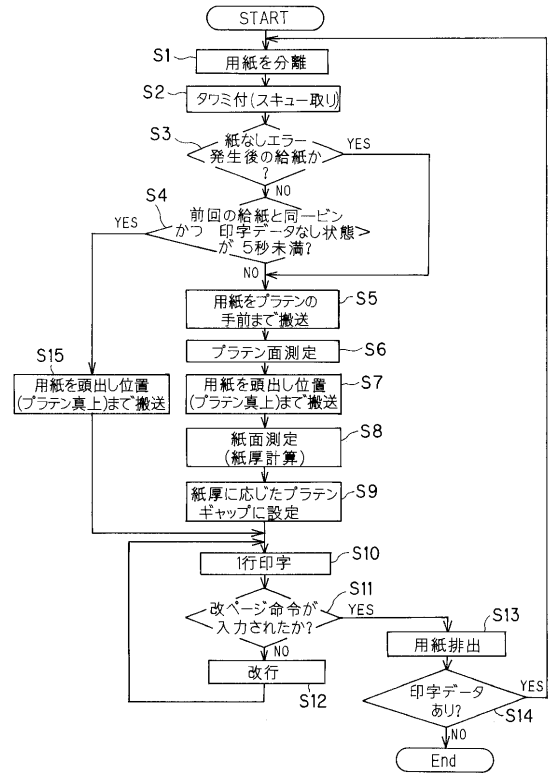 START
S1
用紙を分離
S2
タワミ付(スキュー取り)
S3
紙なしエラー
発生後の給紙か
?
YES
NO
S4
前回の給紙と同一ビン
かつ 印字データなし状態
が 5秒未満?
YES
NO
S5
用紙をプラテンの
手前まで搬送
S6
プラテン面測定
S15
用紙を頭出し位置
(プラテン真上)まで搬送
S7
用紙を頭出し位置
(プラテン真上)まで搬送
S8
紙面測定
(紙厚計算)
S9
紙厚に応じたプラテン
ギャップに設定
S10
1行印字
S11
改ページ命令が
入力されたか?
YES
NO
S12
改行
S13
用紙排出
印字データ
あり?
YES
S14
NO
End